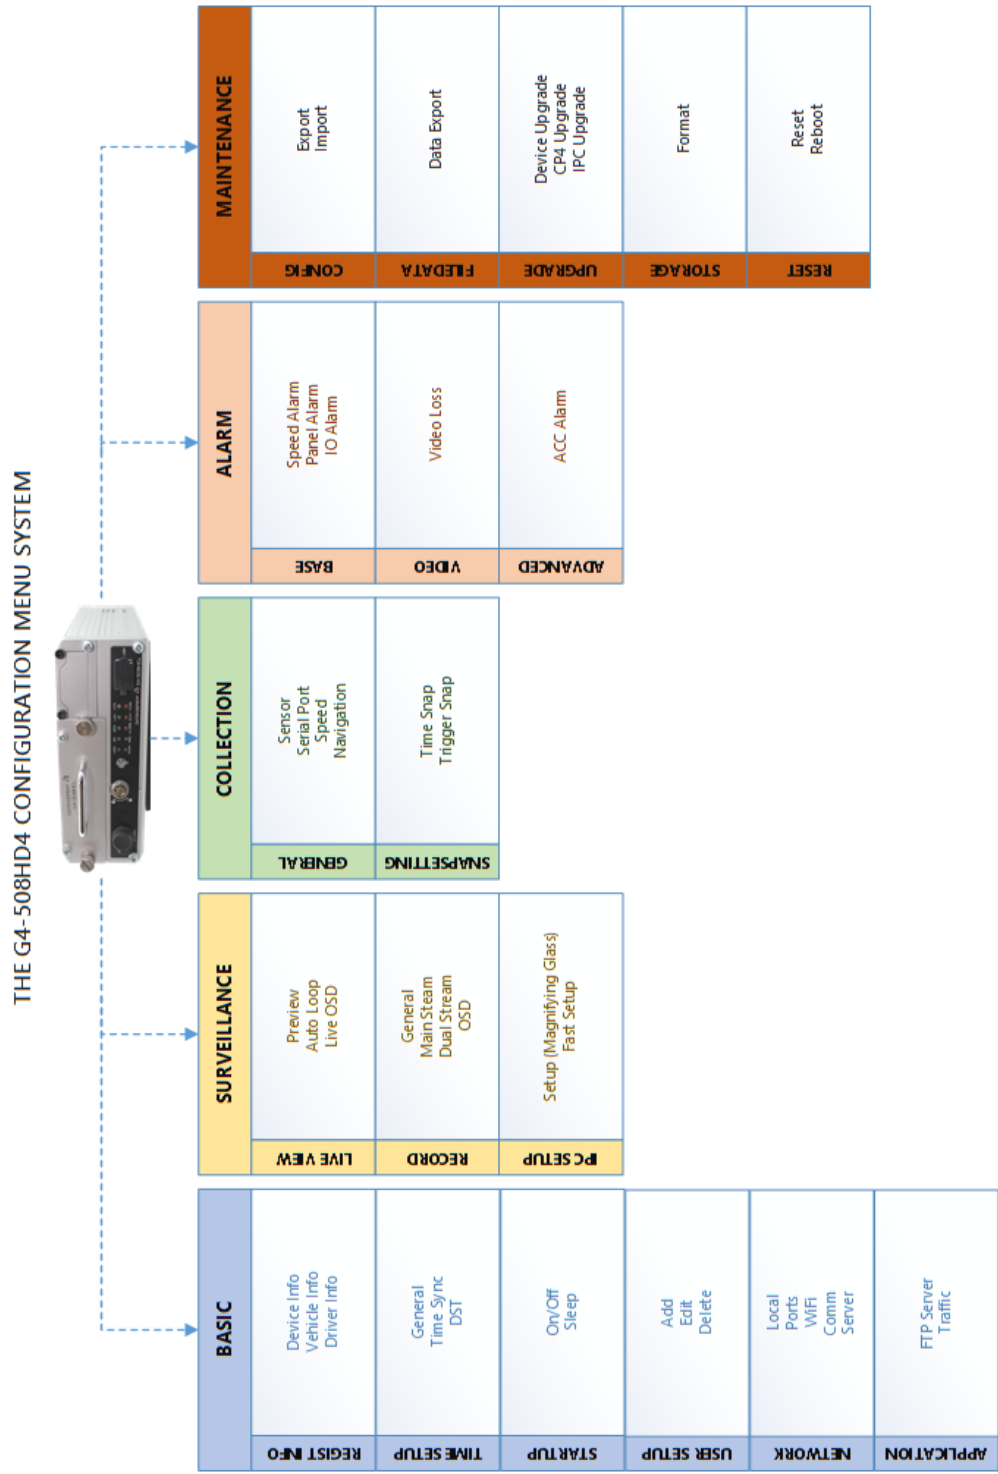 THE G4-508HD4 CONFIGURATION MENU SYSTEM
BASIC
REGIST INFO
Device Info
Vehicle Info
Driver Info
TIME SETUP
General
Time Sync
DST
STARTUP
On/Off
Sleep
USER SETUP
Add
Edit
Delete
NETWORK
Local
Ports
WiFi
Comm
Server
APPLICATION
FTP Server
Traffic
SURVEILLANCE
LIVE VIEW
Preview
Auto Loop
Live OSD
RECORD
General
Main Steam
Dual Stream
OSD
IPC SETUP
Setup (Magnifying Glass)
Fast Setup
COLLECTION
GENERAL
Sensor
Serial Port
Speed
Navigation
SNAPSETTING
Time Snap
Trigger Snap
ALARM
BASE
Speed Alarm
Panel Alarm
IO Alarm
VIDEO
Video Loss
ADVANCED
ACC Alarm
MAINTENANCE
CONFIG
Export
Import
FILEDATA
Data Export
UPGRADE
Device Upgrade
CP4 Upgrade
IPC Upgrade
STORAGE
Format
RESET
Reset
Reboot